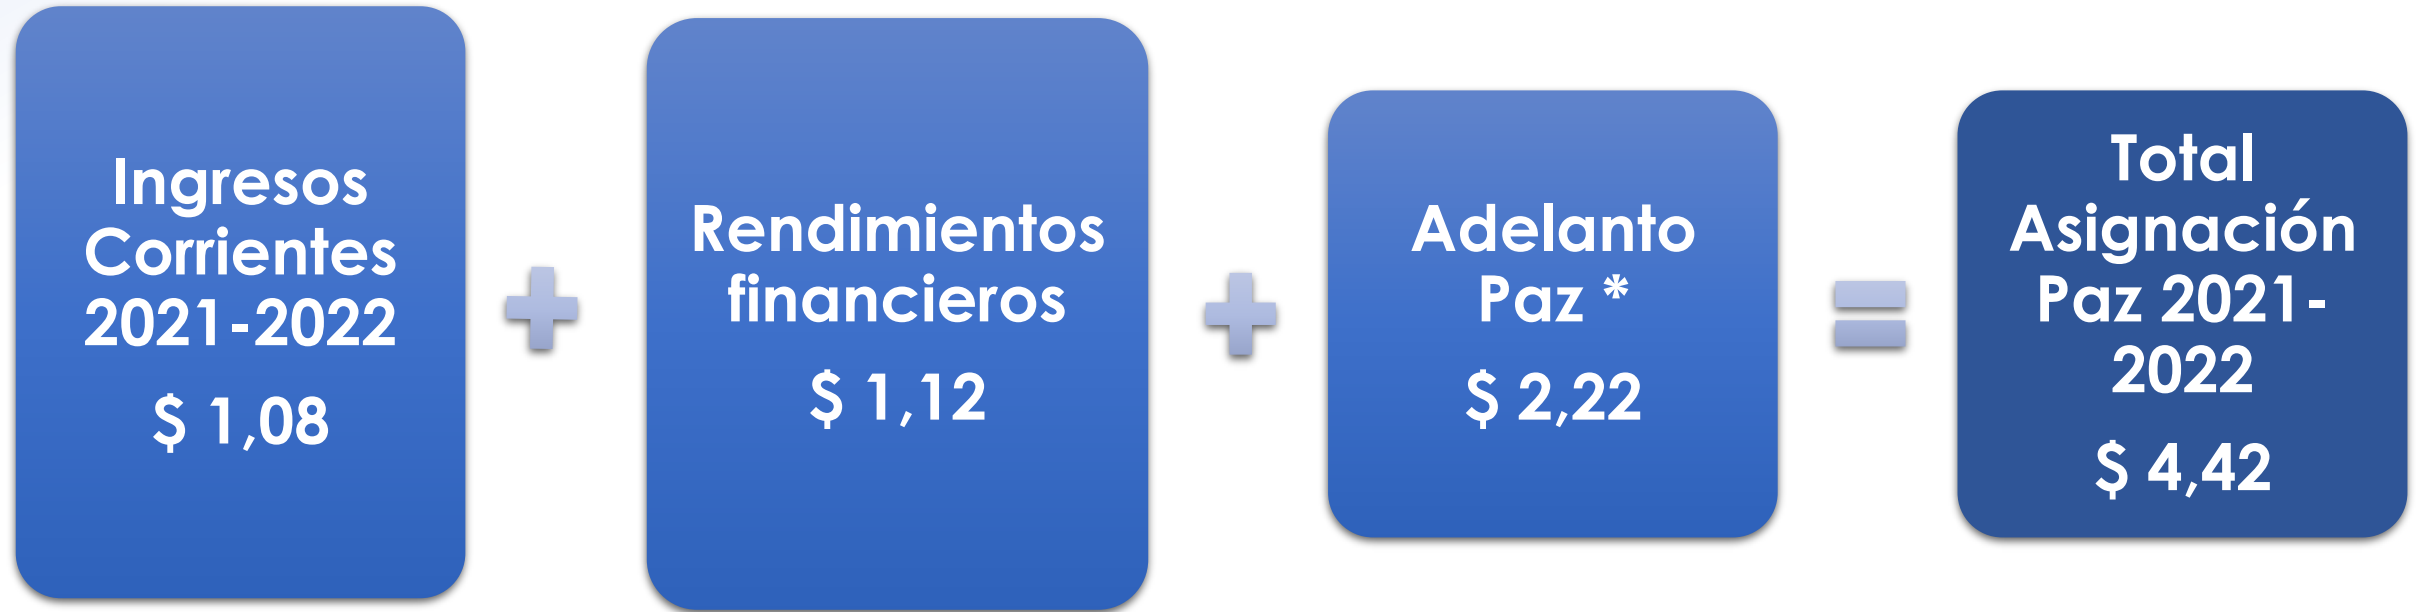 Ingresos
Corrientes
2021-2022
$ 1,08
Rendimientos
financieros
$ 1,12
Adelanto
Paz *
$ 2,22
Total
Asignación
Paz 2021-
2022
$ 4,42